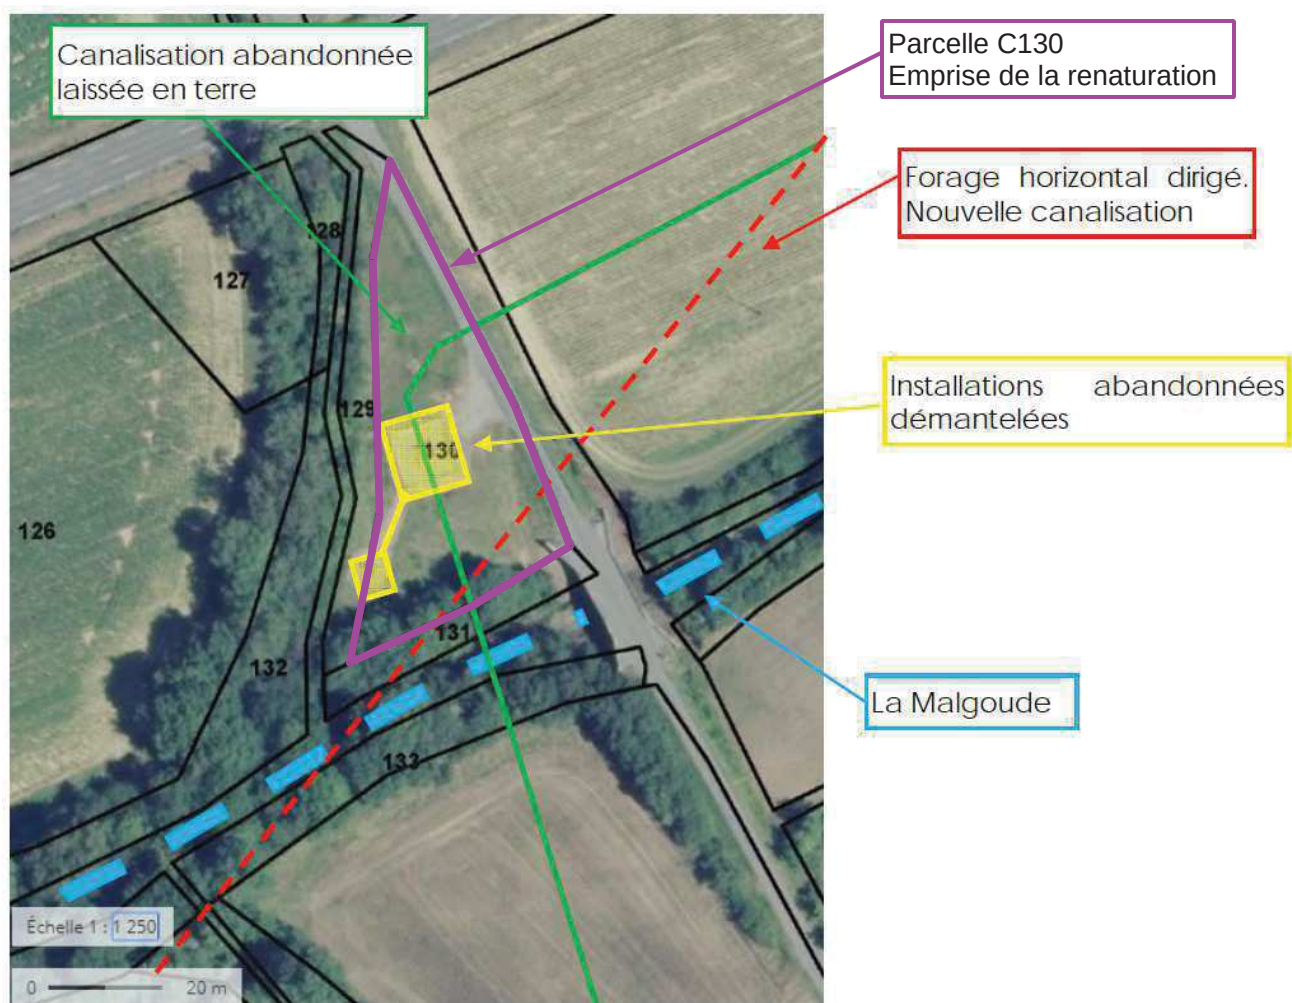 Canalisation abandonnée
laissée en terre
Parcelle C130
Emprise de la renaturation
Forage horizontal dirigé.
Nouvelle canalisation
128
127
129
Installations abandonnées
démantelées
130
126
131
132
La Malgoude
133
Échelle 1 : 1 250
0 20 m